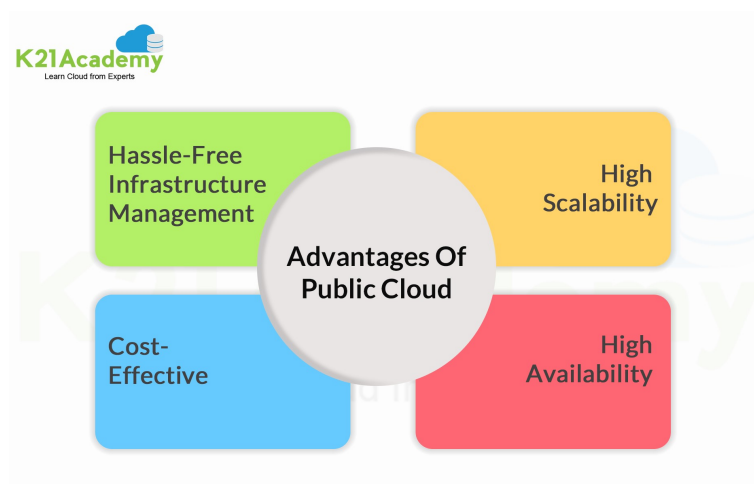 K21Academy
Learn Cloud from Experts
Hassle-Free
Infrastructure
Management
High
Scalability
Advantages Of
Public Cloud
Cost-
Effective
High
Availability